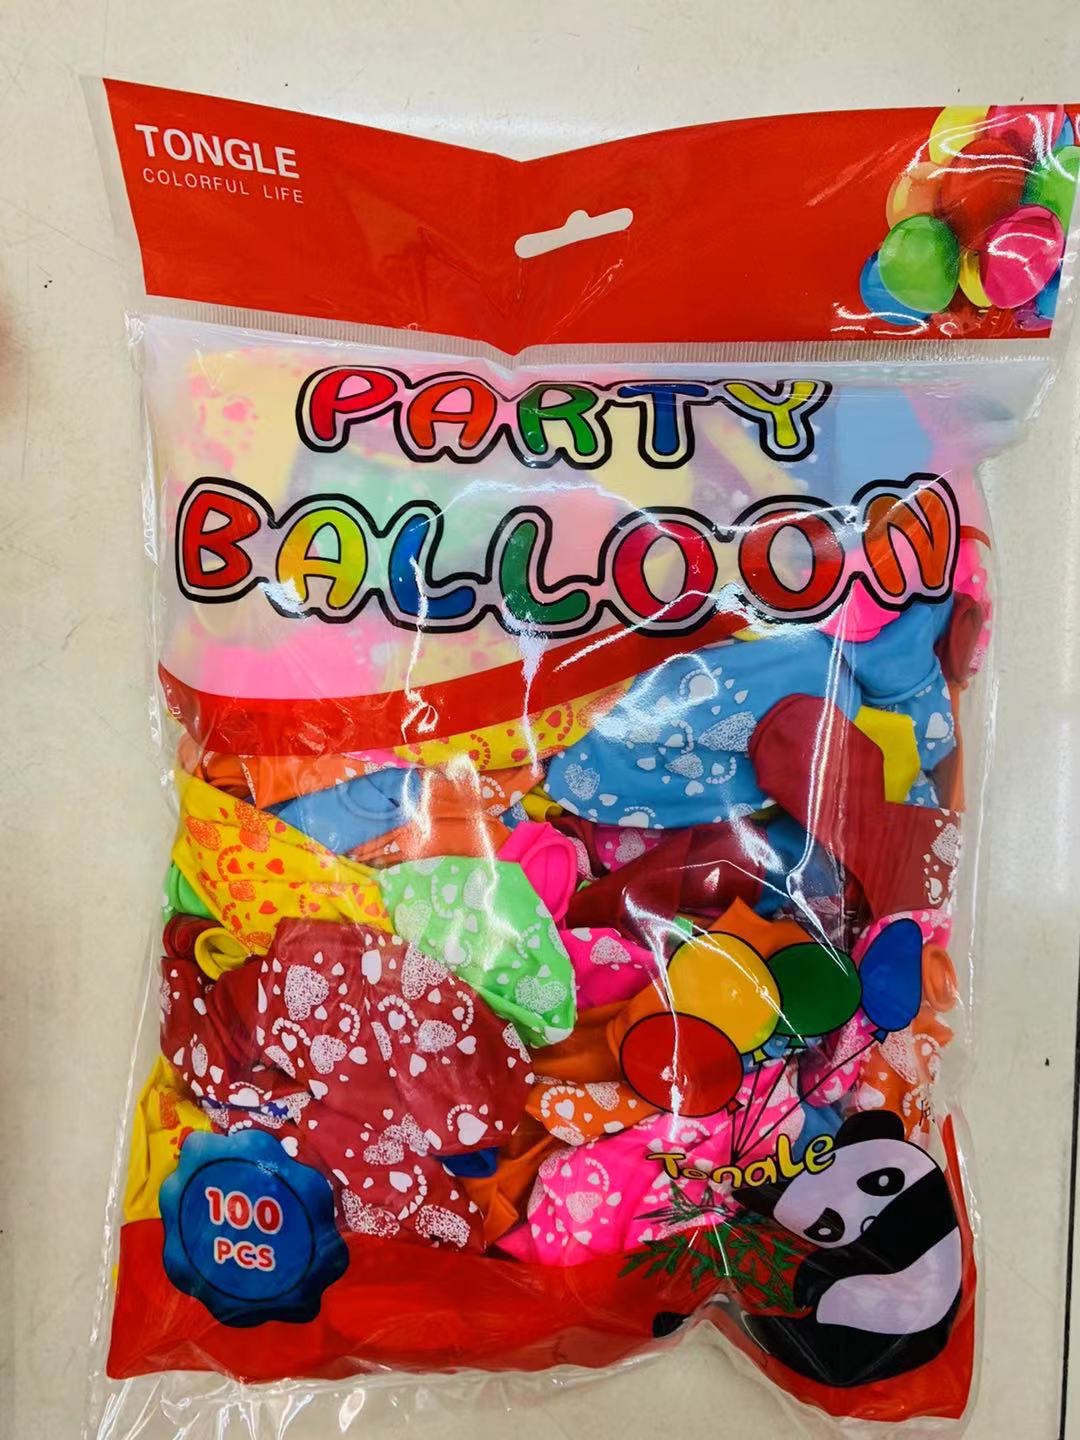 TONGLE
COLORFUL LIFE
PARTY
BALLOON
TongLe
100
PCS